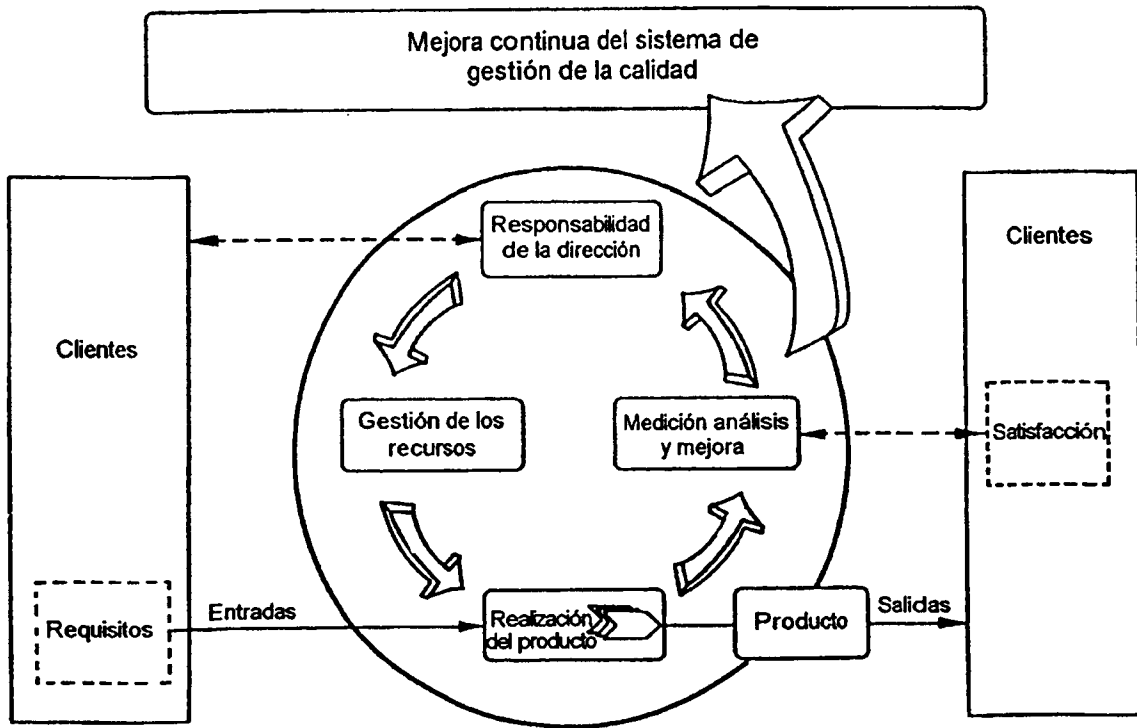 Mejora continua del sistema de
gestión de la calidad
Responsabilidad
de la dirección
Clientes
Clientes
Gestión de los
recursos
Medición análisis
y mejora
Satisfacción
Requisitos
Entradas
Realización
del producto
Producto
Salidas